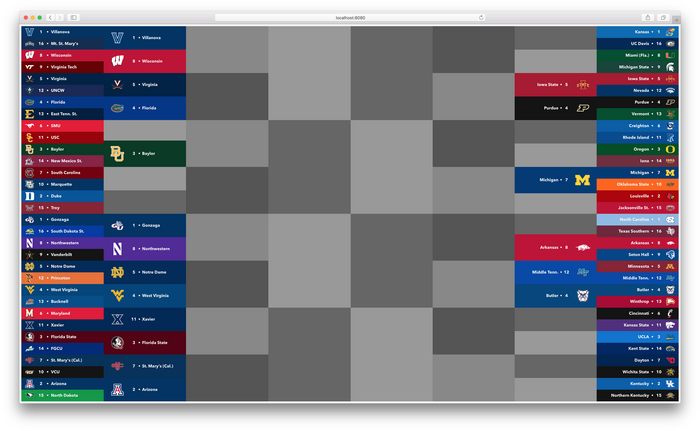 localhost:8080
1 • Villanova
16 • Mt. St. Mary's
8 • Wisconsin
9 • Virginia Tech
5 • Virginia
12 • UNCW
4 • Florida
13 • East Tenn. St.
6 • SMU
11 • USC
3 • Baylor
14 • New Mexico St.
7 • South Carolina
10 • Marquette
2 • Duke
15 • Troy
1 • Gonzaga
16 • South Dakota St.
8 • Northwestern
9 • Vanderbilt
5 • Notre Dame
12 • Princeton
4 • West Virginia
13 • Bucknell
6 • Maryland
11 • Xavier
3 • Florida State
14 • FGCU
7 • St. Mary's (Cal.)
10 • VCU
2 • Arizona
15 • North Dakota
1 • Villanova
8 • Wisconsin
5 • Virginia
4 • Florida
3 • Baylor
1 • Gonzaga
8 • Northwestern
5 • Notre Dame
4 • West Virginia
11 • Xavier
3 • Florida State
7 • St. Mary's (Cal.)
2 • Arizona
Iowa State • 5
Purdue • 4
Michigan • 7
Arkansas • 8
Middle Tenn. • 12
Butler • 4
Kansas • 1
UC Davis • 16
Miami (Fla.) • 8
Michigan State • 9
Iowa State • 5
Nevada • 12
Purdue • 4
Vermont • 13
Creighton • 6
Rhode Island • 11
Oregon • 3
Iona • 14
Michigan • 7
Oklahoma State • 10
Louisville • 2
Jacksonville St. • 15
North Carolina • 1
Texas Southern • 16
Arkansas • 8
Seton Hall • 9
Minnesota • 5
Middle Tenn. • 12
Butler • 4
Winthrop • 13
Cincinnati • 6
Kansas State • 11
UCLA • 3
Kent State • 14
Dayton • 7
Wichita State • 10
Kentucky • 2
Northern Kentucky • 15